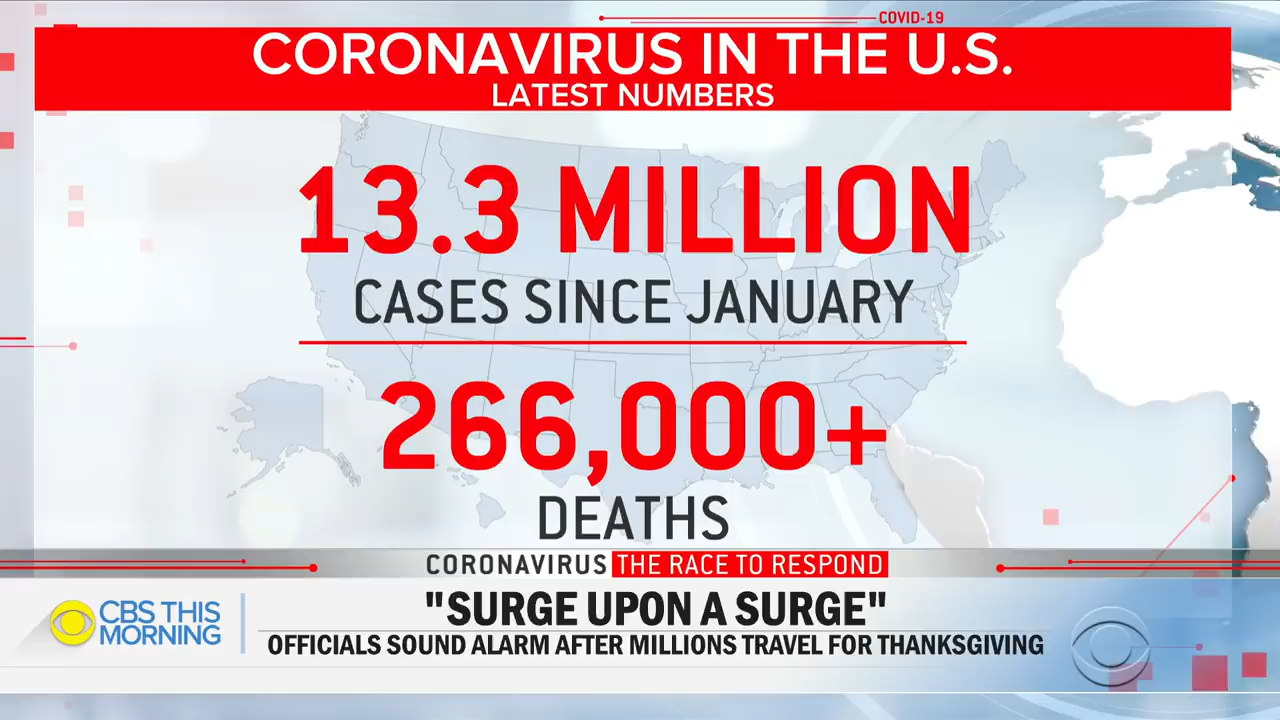 COVID-19
CORONAVIRUS IN THE U.S.
LATEST NUMBERS
13.3 MILLION
CASES SINCE JANUARY
266,000+
DEATHS
CORONAVIRUS THE RACE TO RESPOND
CBS THIS
MORNING
"SURGE UPON A SURGE"
OFFICIALS SOUND ALARM AFTER MILLIONS TRAVEL FOR THANKSGIVING